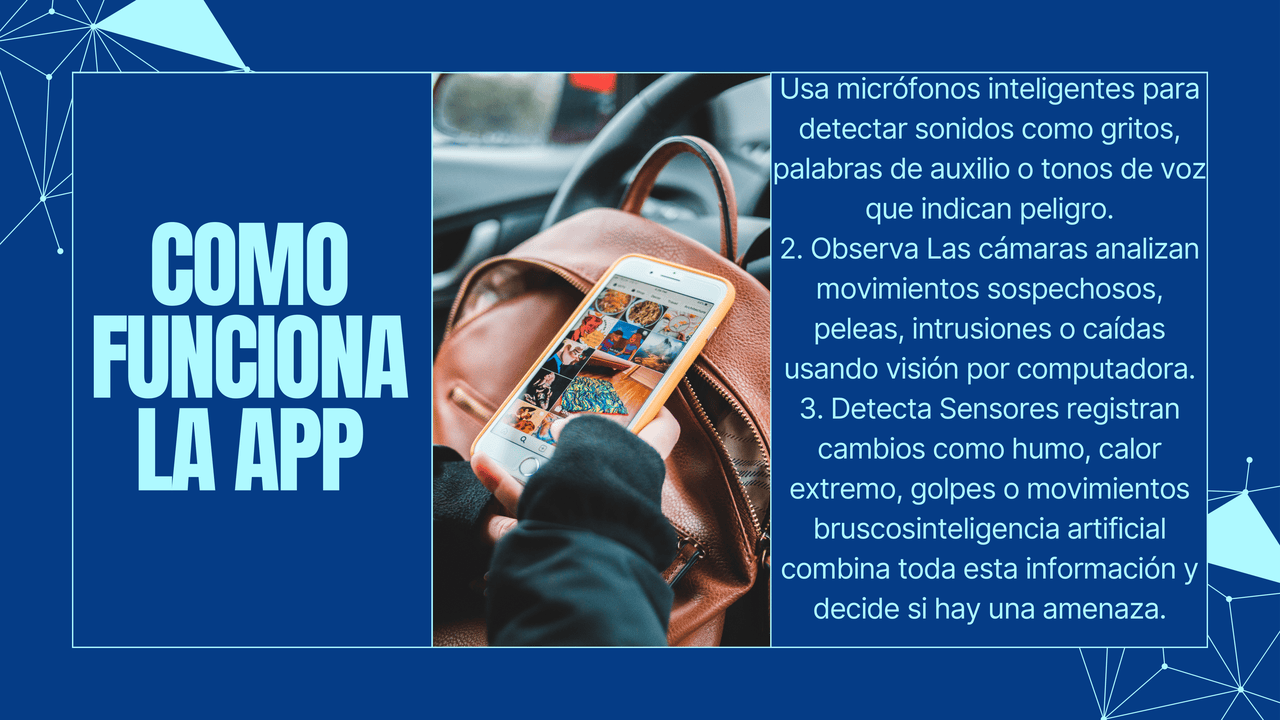 COMO
FUNCIONA
LA APP
Usa micrófonos inteligentes para
detectar sonidos como gritos,
palabras de auxilio o tonos de voz
que indican peligro.
2. Observa Las cámaras analizan
movimientos sospechosos,
peleas, intrusiones o caídas
usando visión por computadora.
3. Detecta Sensores registran
cambios como humo, calor
extremo, golpes o movimientos
bruscosinteligencia artificial
combina toda esta información y
decide si hay una amenaza.